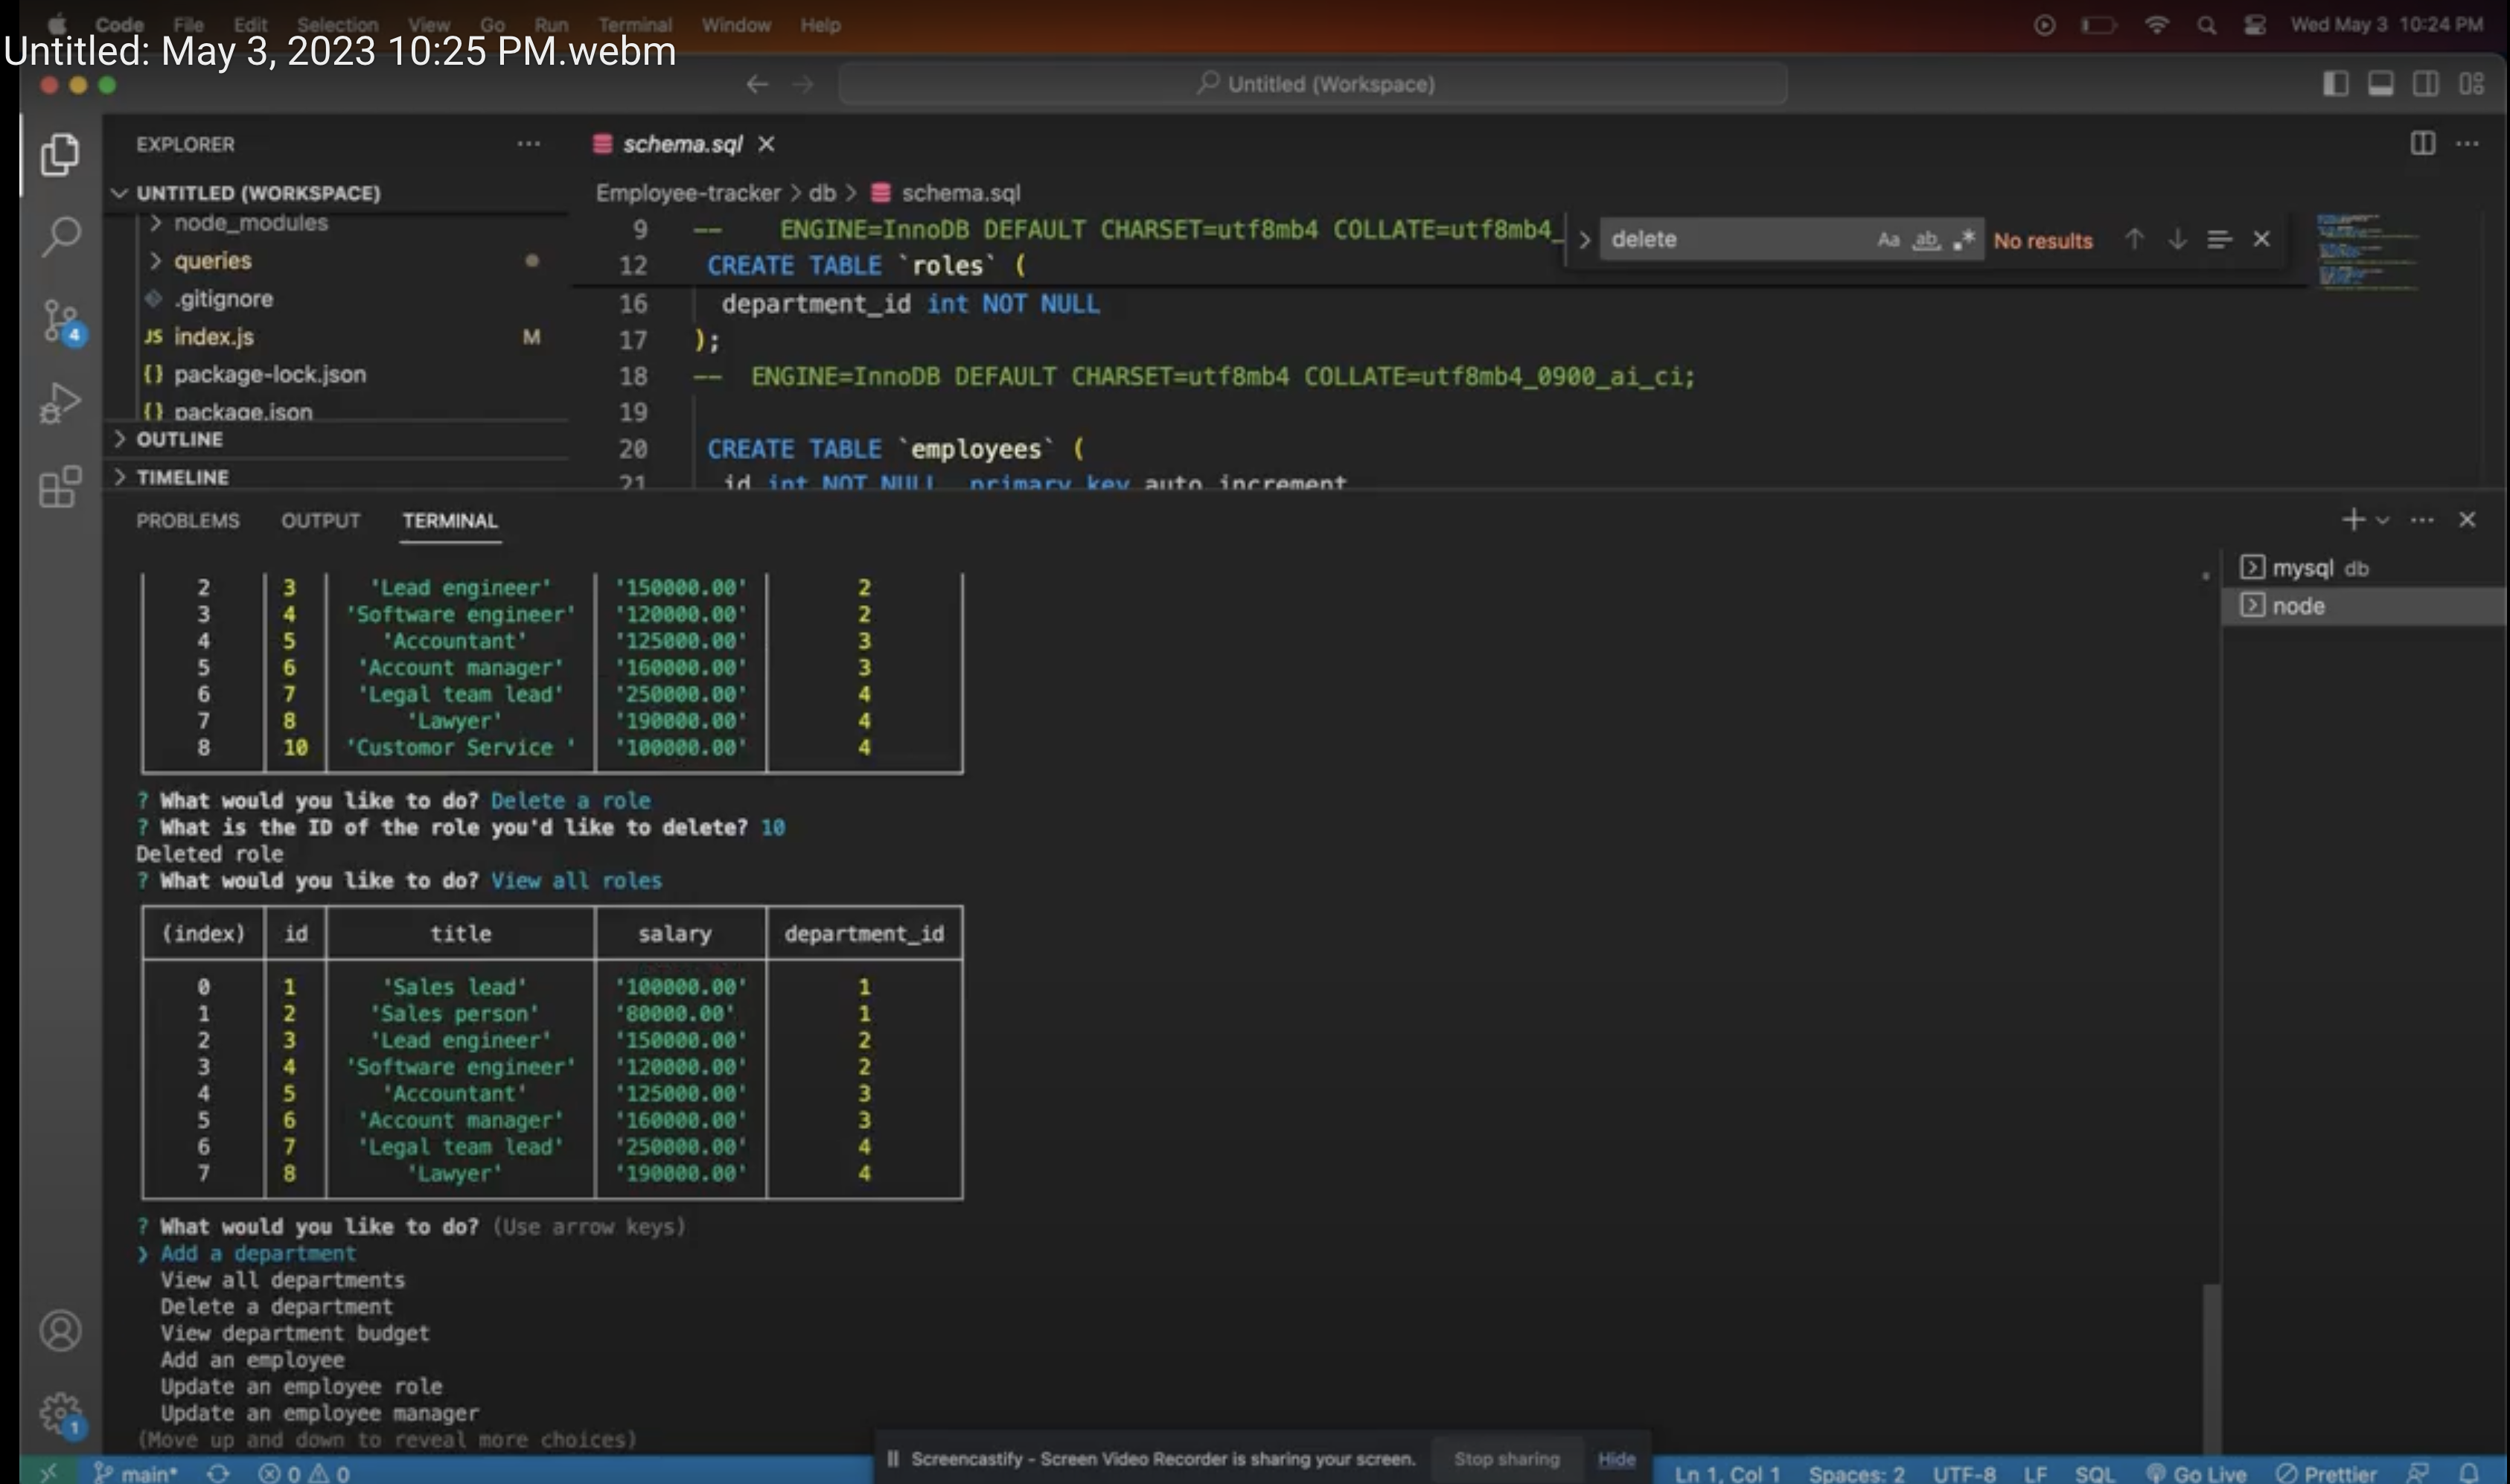 Code File Edit Selection View Go Run Terminal Window Help Wed May 3 10:24 PM
Untitled: May 3, 2023 10:25 PM.webm
Untitled (Workspace)
EXPLORER
UNTITLED (WORKSPACE)
node_modules
queries
.gitignore
JS index.js M
{} package-lock.json
{} package.json
OUTLINE
TIMELINE
4
schema.sql
Employee-tracker > db > schema.sql
9 -- ENGINE=InnoDB DEFAULT CHARSET=utf8mb4 COLLATE=utf8mb4_
delete Aa ab No results
12 CREATE TABLE `roles` (
16 department_id int NOT NULL
17 );
18 -- ENGINE=InnoDB DEFAULT CHARSET=utf8mb4 COLLATE=utf8mb4_0900_ai_ci;
19
20 CREATE TABLE `employees` (
21 id int NOT NULL primary key auto_increment
PROBLEMS OUTPUT TERMINAL
mysql db
node
2 3 'Lead engineer' '150000.00' 2
3 4 'Software engineer' '120000.00' 2
4 5 'Accountant' '125000.00' 3
5 6 'Account manager' '160000.00' 3
6 7 'Legal team lead' '250000.00' 4
7 8 'Lawyer' '190000.00' 4
8 10 'Customor Service ' '100000.00' 4
? What would you like to do? Delete a role
? What is the ID of the role you'd like to delete? 10
Deleted role
? What would you like to do? View all roles
(index) id title salary department_id
0 1 'Sales lead' '100000.00' 1
1 2 'Sales person' '80000.00' 1
2 3 'Lead engineer' '150000.00' 2
3 4 'Software engineer' '120000.00' 2
4 5 'Accountant' '125000.00' 3
5 6 'Account manager' '160000.00' 3
6 7 'Legal team lead' '250000.00' 4
7 8 'Lawyer' '190000.00' 4
? What would you like to do? (Use arrow keys)
❯ Add a department
View all departments
Delete a department
View department budget
Add an employee
Update an employee role
Update an employee manager
(Move up and down to reveal more choices)
1
Screencastify - Screen Video Recorder is sharing your screen. Stop sharing Hide
main* 0 0 Ln 1, Col 1 Spaces: 2 UTF-8 LF SQL Go Live Prettier